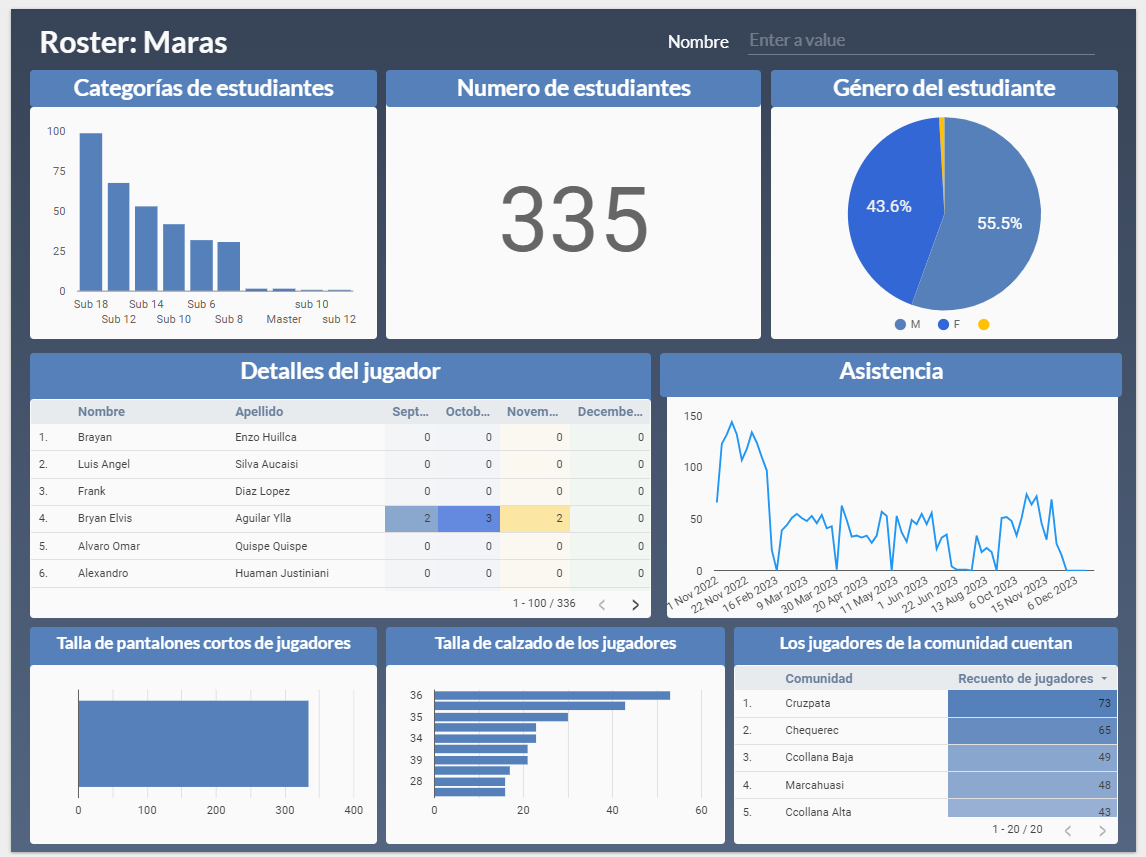 Roster: Maras
Nombre Enter a value
Categorías de estudiantes
100
75
50
25
0
Sub 18 Sub 14 Sub 6 sub 10
Sub 12 Sub 10 Sub 8 Master sub 12
Numero de estudiantes
335
Género del estudiante
43.6%
55.5%
M F
Detalles del jugador
Nombre Apellido Sept... Octob... Novem... Decembe...
1. Brayan Enzo Huillca 0 0 0 0
2. Luis Angel Silva Aucaisi 0 0 0 0
3. Frank Diaz Lopez 0 0 0 0
4. Bryan Elvis Aguilar Ylla 2 3 2 0
5. Alvaro Omar Quispe Quispe 0 0 0 0
6. Alexandro Huaman Justiniani 0 0 0 0
1 - 100 / 336
Asistencia
150
100
50
0
1 Nov 2022
22 Nov 2022
16 Feb 2023
9 Mar 2023
30 Mar 2023
20 Apr 2023
11 May 2023
1 Jun 2023
22 Jun 2023
13 Aug 2023
6 Oct 2023
15 Nov 2023
6 Dec 2023
Talla de pantalones cortos de jugadores
0 100 200 300 400
Talla de calzado de los jugadores
36
35
34
39
28
0 20 40 60
Los jugadores de la comunidad cuentan
Comunidad Recuento de jugadores
1. Cruzpata 73
2. Chequerec 65
3. Ccollana Baja 49
4. Marcahuasi 48
5. Ccollana Alta 43
1 - 20 / 20